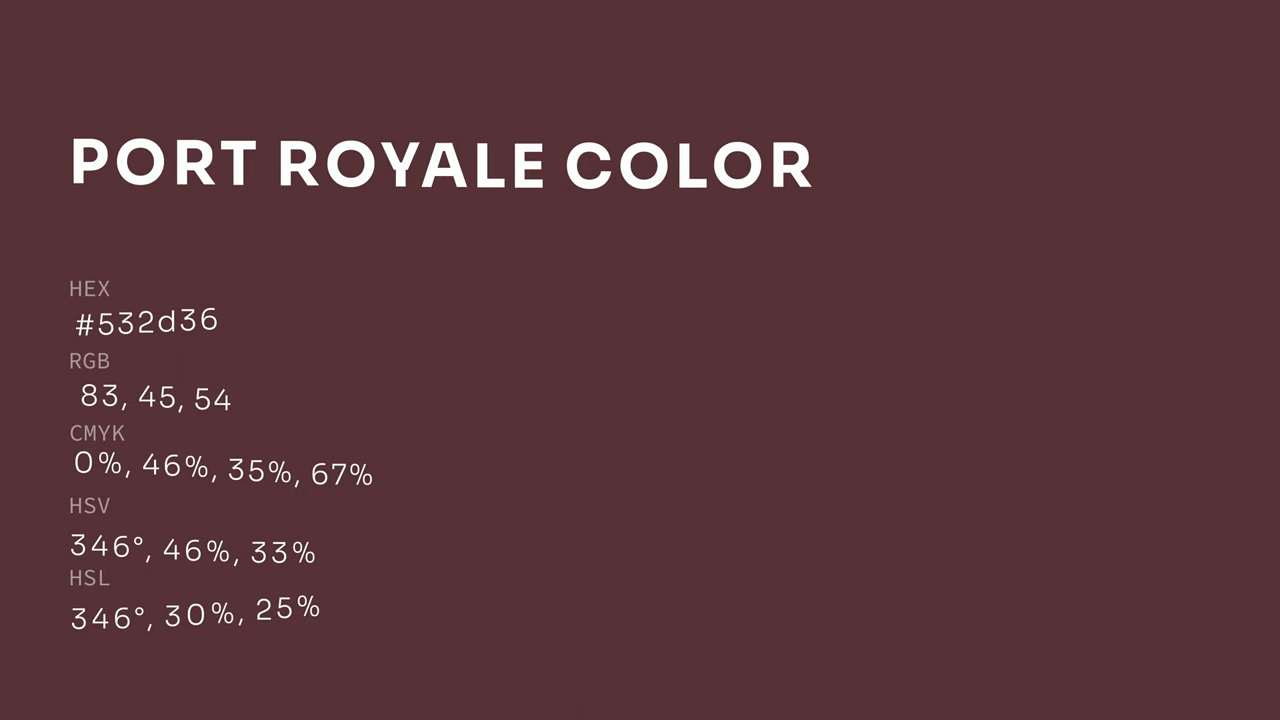 PORT ROYALE COLOR
HEX
#532d36
RGB
83, 45, 54
CMYK
0%, 46%, 35%, 67%
HSV
346°, 46%, 33%
HSL
346°, 30%, 25%